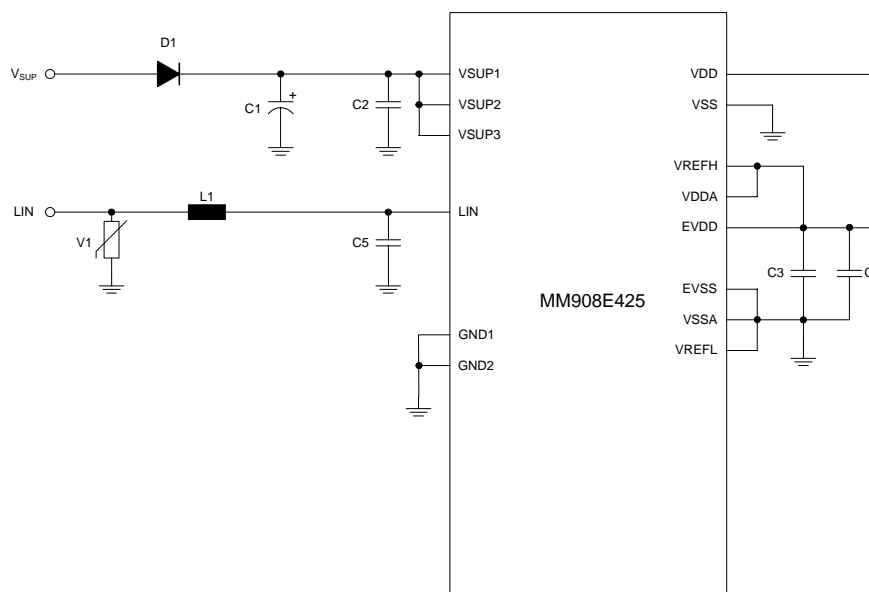 D1
VSUP
+
C1
C2
VSUP1
VSUP2
VSUP3
VDD
VSS
VREFH
VDDA
EVDD
LIN
L1
LIN
V1
C5
C3
EVSS
VSSA
VREFL
MM908E425
GND1
GND2